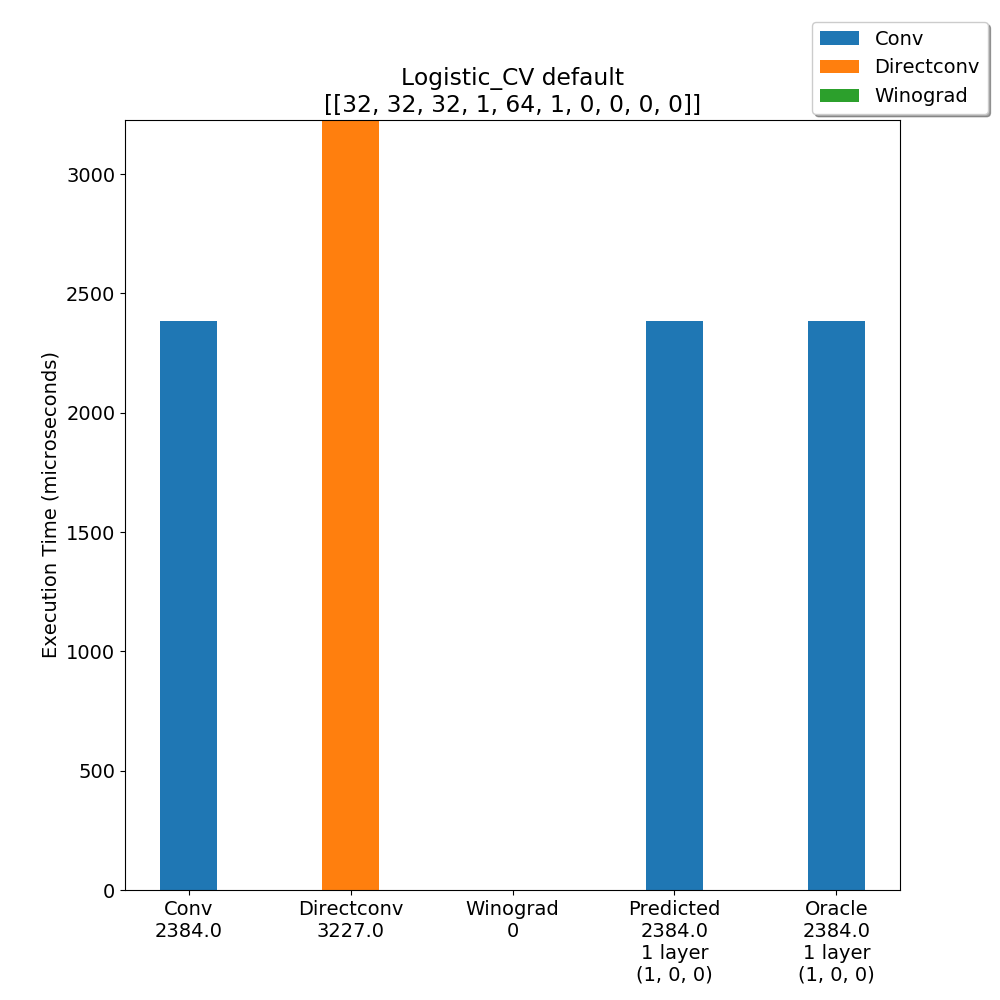 Conv
Directconv
Winograd
Logistic_CV default
[[32, 32, 32, 1, 64, 1, 0, 0, 0, 0]]
Execution Time (microseconds)
3000
2500
2000
1500
1000
500
0
Conv
2384.0
Directconv
3227.0
Winograd
0
Predicted
2384.0
1 layer
(1, 0, 0)
Oracle
2384.0
1 layer
(1, 0, 0)